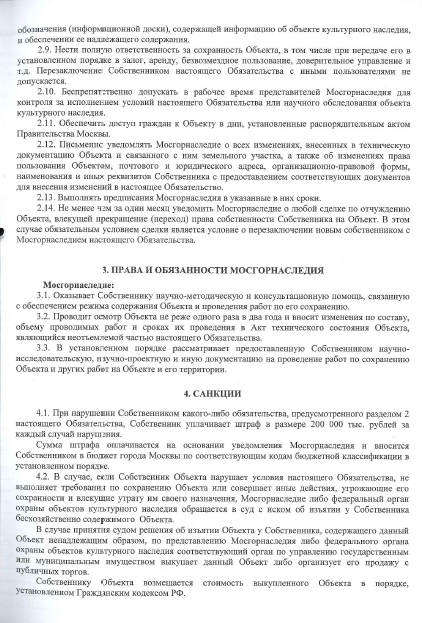 обозначения (информационной доски), содержащей информацию об объекте культурного наследия,
и обеспечении ее надлежащего содержания.
2.9. Нести полную ответственность за сохранность Объекта, в том числе при передаче его в
установленном порядке в залог, аренду, безвозмездное пользование, доверительное управление и
т.д. Перезаключение Собственником настоящего Обязательства с иными пользователями не
допускается.
2.10. Беспрепятственно допускать в рабочее время представителей Мосгорнаследия для
контроля за исполнением условий настоящего Обязательства или научного обследования объекта
культурного наследия.
2.11. Обеспечить доступ граждан к Объекту в дни, установленные распорядительным актом
Правительства Москвы.
2.12. Письменно уведомлять Мосгорнаследие о всех изменениях, внесенных в техническую
документацию Объекта и связанного с ним земельного участка, а также об изменениях права
пользования Объектом, почтового и юридического адреса, организационно-правовой формы,
наименования и иных реквизитов Собственника с предоставлением соответствующих документов
для внесения изменений в настоящее Обязательство.
2.13. Выполнять предписания Мосгорнаследия в указанные в них сроки.
2.14. Не менее чем за один месяц уведомить Мосгорнаследие о любой сделке по отчуждению
Объекта, влекущей прекращение (переход) права собственности Собственника на Объект. В этом
случае обязательным условием сделки является условие о перезаключении новым собственником с
Мосгорнаследием настоящего Обязательства.
3. ПРАВА И ОБЯЗАННОСТИ МОСГОРНАСЛЕДИЯ
Мосгорнаследие:
3.1. Оказывает Собственнику научно-методическую и консультационную помощь, связанную
с обеспечением режима содержания Объекта и проведения работ по его сохранению.
3.2. Проводит осмотр Объекта не реже одного раза в два года и вносит изменения по составу,
объему проводимых работ и срокам их проведения в Акт технического состояния Объекта,
являющийся неотъемлемой частью настоящего Обязательства.
3.3. В установленном порядке рассматривает предоставленную Собственником научно-
исследовательскую, научно-проектную и иную документацию на проведение работ по сохранению
Объекта и других работ на Объекте и его территории.
4. САНКЦИИ
4.1. При нарушении Собственником какого-либо обязательства, предусмотренного разделом 2
настоящего Обязательства, Собственник уплачивает штраф в размере 200 000 тыс. рублей за
каждый случай нарушения.
Сумма штрафа оплачивается на основании уведомления Мосгорнаследия и вносится
Собственником в бюджет города Москвы по соответствующим кодам бюджетной классификации в
установленном порядке.
4.2. В случае, если Собственник Объекта нарушает условия настоящего Обязательства, не
выполняет требования по сохранению Объекта или совершает иные действия, угрожающие его
сохранности и влекущие утрату им своего назначения, Мосгорнаследие либо федеральный орган
охраны объектов культурного наследия обращается в суд с иском об изъятии у Собственника
бесхозяйственно содержимого Объекта.
В случае принятия судом решения об изъятии Объекта у Собственника, содержащего данный
Объект ненадлежащим образом, по представлению Мосгорнаследия либо федерального органа
охраны объектов культурного наследия соответствующий орган по управлению государственным
или муниципальным имуществом выкупает данный Объект либо организует его продажу с
публичных торгов.
Собственнику Объекта возмещается стоимость выкупленного Объекта в порядке,
установленном Гражданским кодексом РФ.